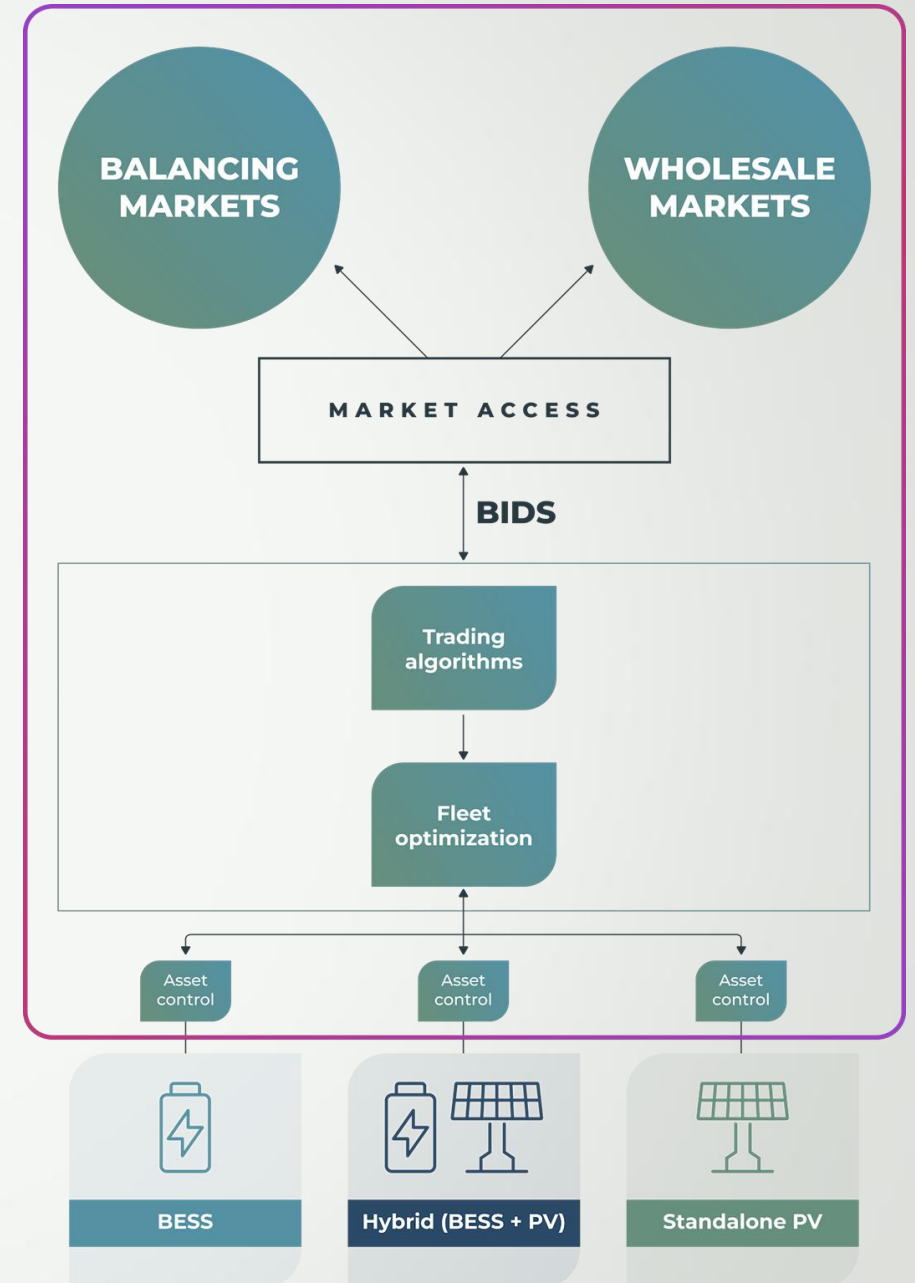 BALANCING
MARKETS
WHOLESALE
MARKETS
MARKET ACCESS
BIDS
Trading
algorithms
Fleet
optimization
Asset
control
Asset
control
Asset
control
BESS
Hybrid (BESS + PV)
Standalone PV